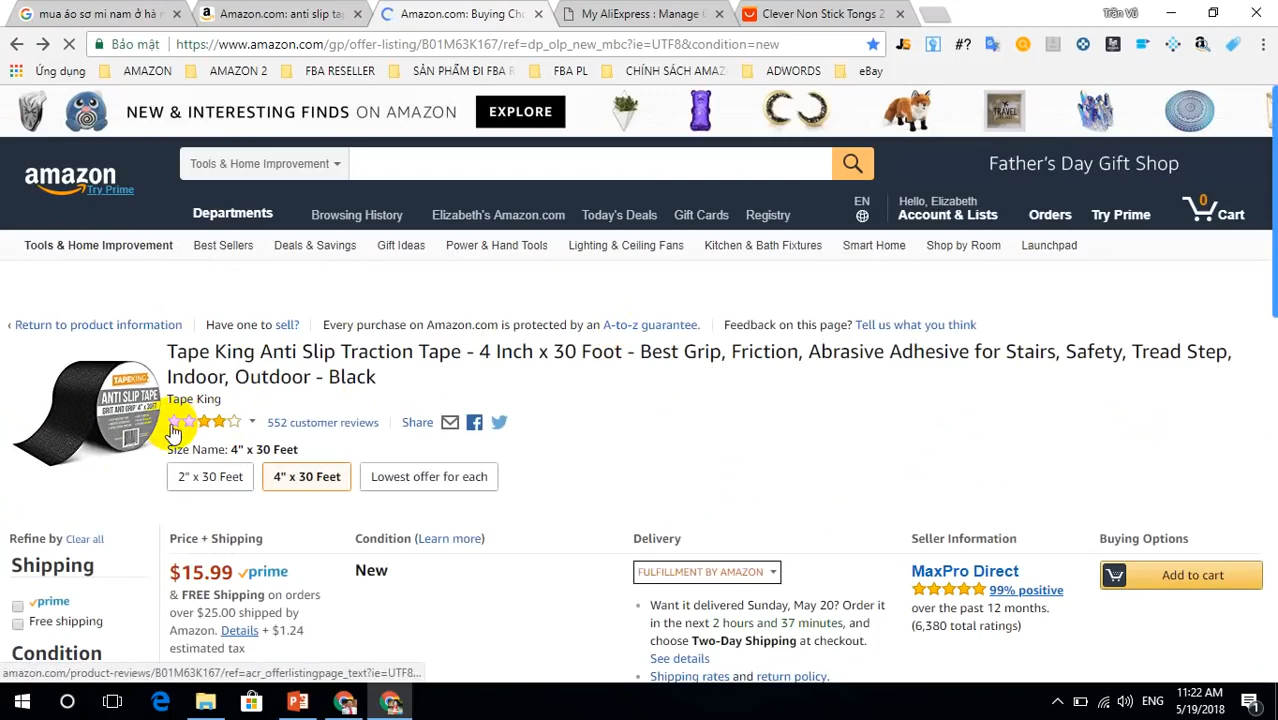 mua áo sơ mi nam ở hà n
Amazon.com: anti slip ta
Amazon.com: Buying Cho
My AliExpress : Manage O
Clever Non Stick Tongs 2
Trần Vũ
Bảo mật
https://www.amazon.com/gp/offer-listing/B01M63K167/ref=dp_olp_new_mbc?ie=UTF8&condition=new
Ứng dụng AMAZON AMAZON 2 FBA RESELLER SẢN PHẨM ĐI FBA R FBA PL CHÍNH SÁCH AMAZ ADWORDS eBay
NEW & INTERESTING FINDS ON AMAZON EXPLORE
TRAVEL
amazon
Try Prime
Tools & Home Improvement
Father's Day Gift Shop
Departments Browsing History Elizabeth's Amazon.com Today's Deals Gift Cards Registry
EN
Hello, Elizabeth
Account & Lists
Orders Try Prime
0
Cart
Tools & Home Improvement Best Sellers Deals & Savings Gift Ideas Power & Hand Tools Lighting & Ceiling Fans Kitchen & Bath Fixtures Smart Home Shop by Room Launchpad
‹ Return to product information Have one to sell? Every purchase on Amazon.com is protected by an A-to-z guarantee. Feedback on this page? Tell us what you think
Tape King Anti Slip Traction Tape - 4 Inch x 30 Foot - Best Grip, Friction, Abrasive Adhesive for Stairs, Safety, Tread Step,
Indoor, Outdoor - Black
TAPEKING
ANTI SLIP TAPE
GRIT AND GRIP 4" X 30FT
Tape King
552 customer reviews Share
Size Name: 4" x 30 Feet
2" x 30 Feet 4" x 30 Feet Lowest offer for each
Refine by Clear all
Shipping
prime
Free shipping
Condition
Price + Shipping
$15.99 prime
& FREE Shipping on orders
over $25.00 shipped by
Amazon. Details + $1.24
estimated tax
Condition (Learn more)
New
Delivery
FULFILLMENT BY AMAZON
• Want it delivered Sunday, May 20? Order it
in the next 2 hours and 37 minutes, and
choose Two-Day Shipping at checkout.
See details
• Shipping rates and return policy.
Seller Information
MaxPro Direct
99% positive
over the past 12 months.
(6,380 total ratings)
Buying Options
Add to cart
amazon.com/product-reviews/B01M63K167/ref=acr_offerlistingpage_text?ie=UTF8...
ENG
11:22 AM
5/19/2018
1